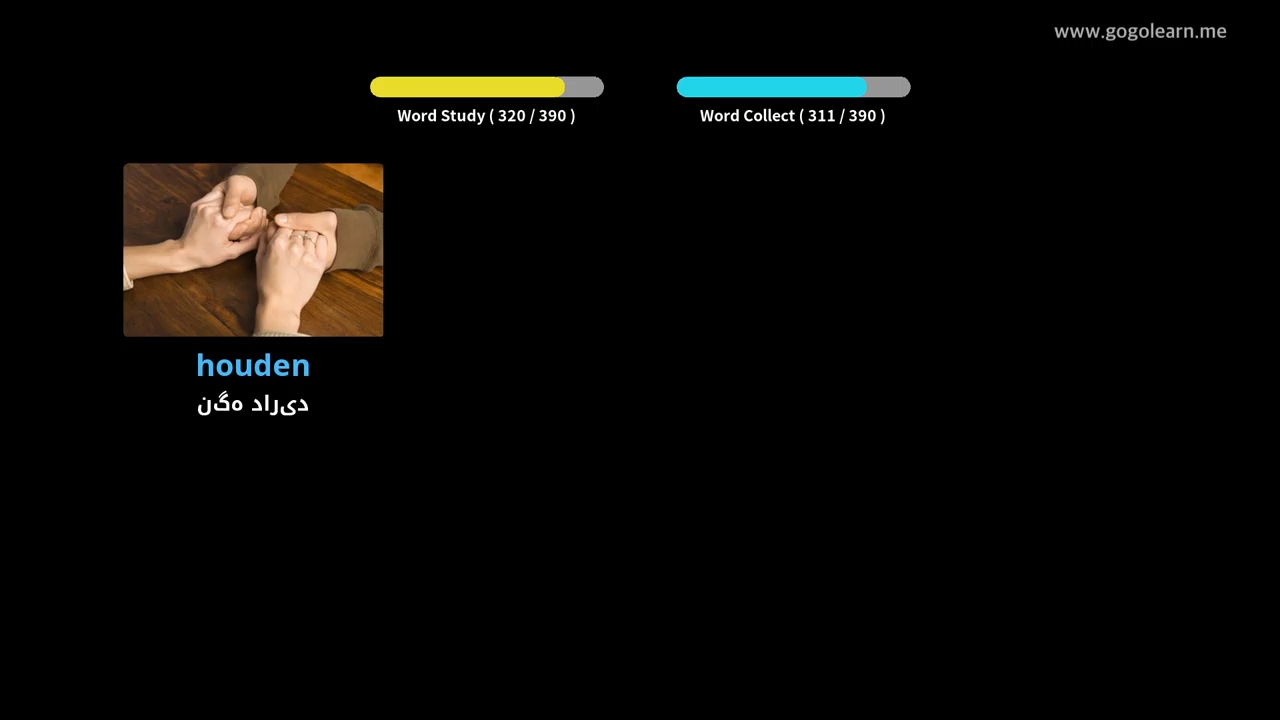 www.gogolearn.me
Word Study ( 320 / 390 )
Word Collect ( 311 / 390 )
houden
دیراد هگن